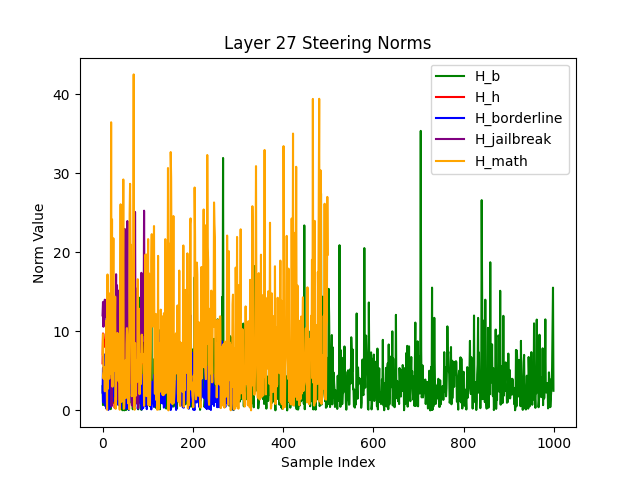 Layer 27 Steering Norms
H_b
H_h
H_borderline
H_jailbreak
H_math
Norm Value
40
30
20
10
0
0 200 400 600 800 1000
Sample Index